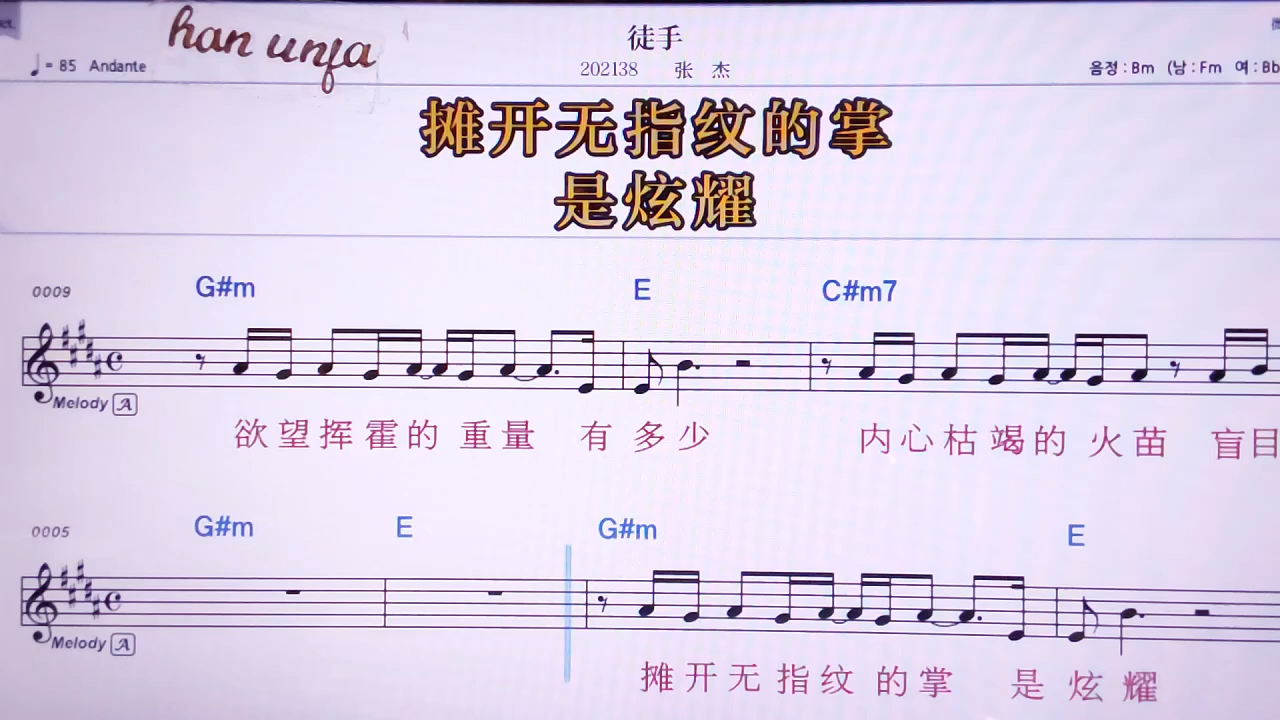 han unfa
徒手
♩= 85 Andante
202138 张 杰
음정 : Bm (남 : Fm 여 : Bb
摊开无指纹的掌
是炫耀
0009 G#m E C#m7
Melody A
欲望挥霍的 重量 有 多少 内心枯竭的 火苗 盲目
0005 G#m E G#m E
Melody A
摊开无指纹 的掌 是 炫 耀